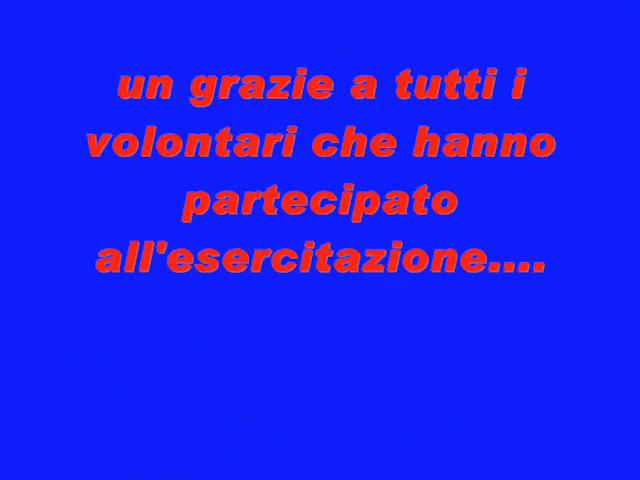 un grazie a tutti i
volontari che hanno
partecipato
all'esercitazione....